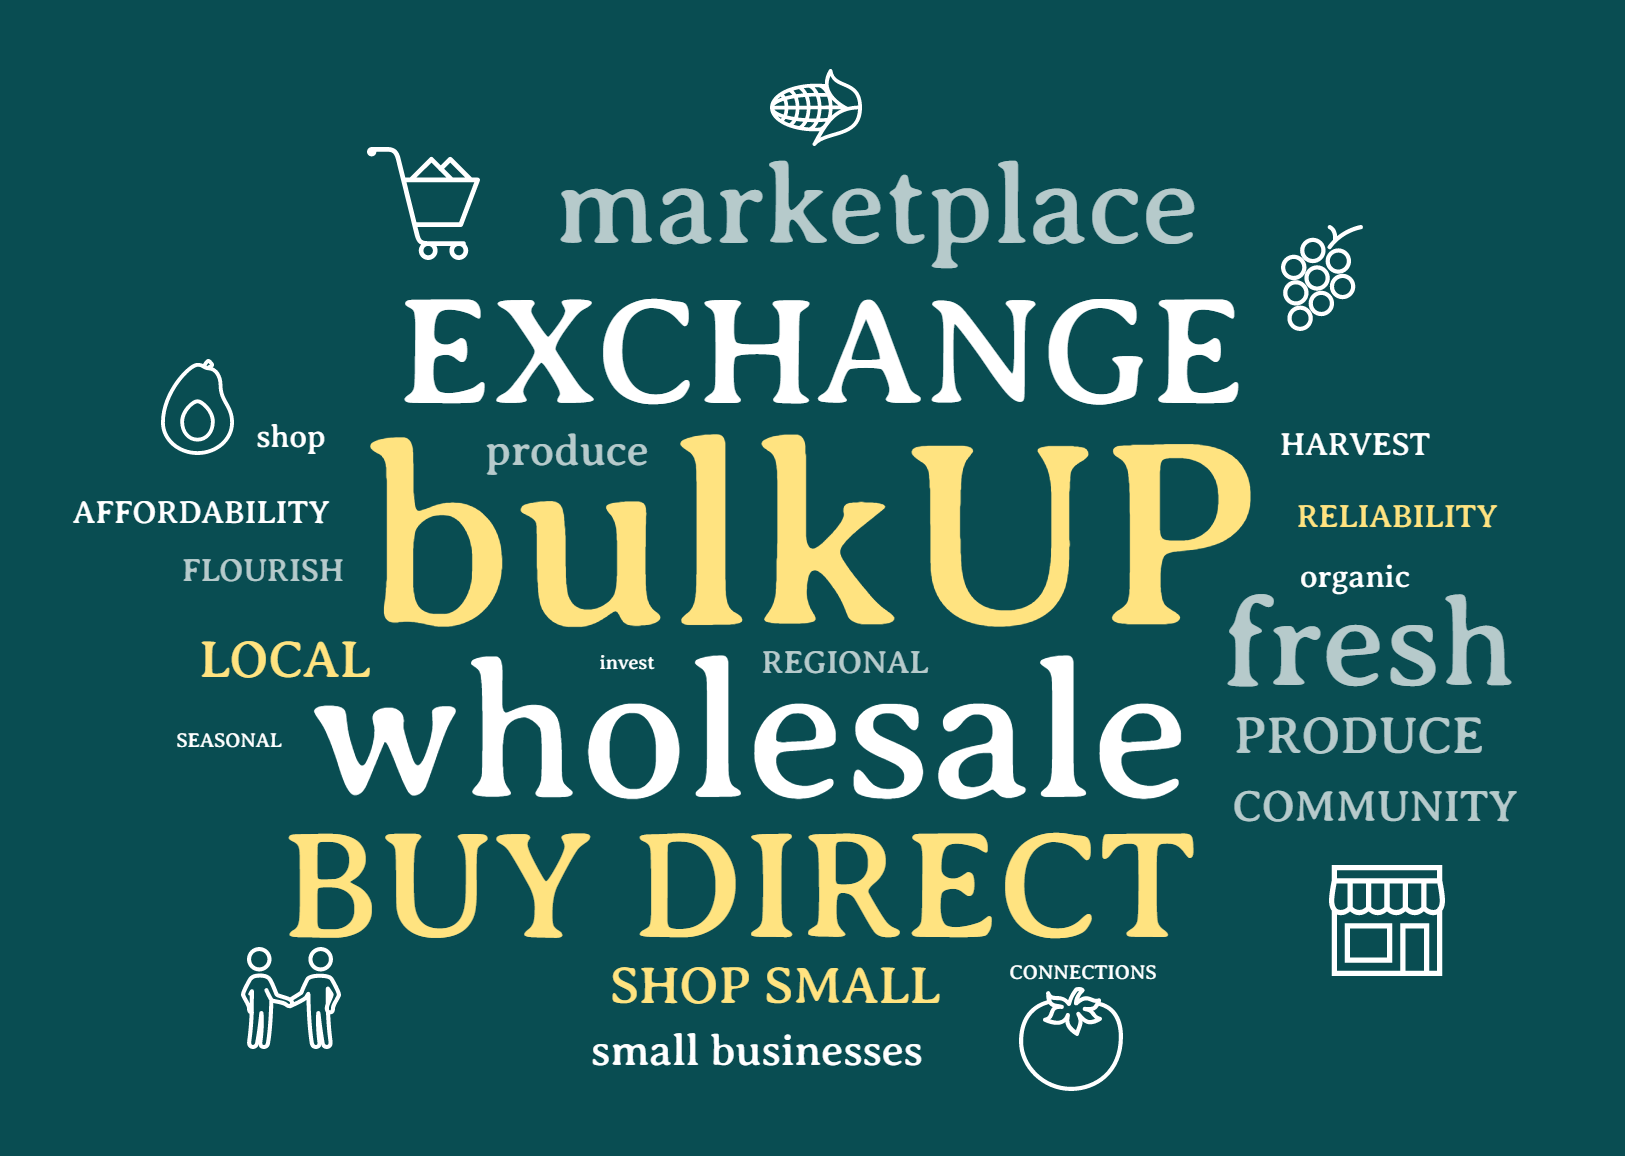 marketplace
EXCHANGE
shop
produce
bulkUP
HARVEST
AFFORDABILITY
RELIABILITY
FLOURISH
organic
fresh
LOCAL
invest
REGIONAL
wholesale
SEASONAL
PRODUCE
COMMUNITY
BUY DIRECT
SHOP SMALL
CONNECTIONS
small businesses